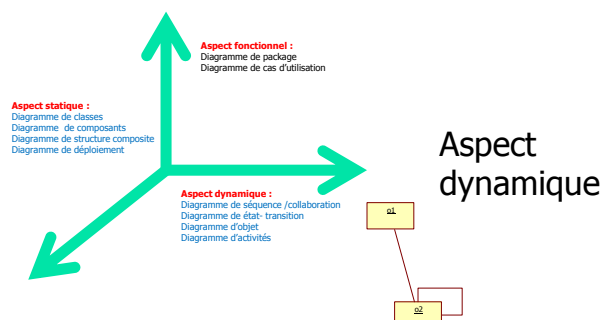 Aspect fonctionnel :
Diagramme de package
Diagramme de cas d'utilisation
Aspect statique :
Diagramme de classes
Diagramme de composants
Diagramme de structure composite
Diagramme de déploiement
Aspect dynamique :
Diagramme de séquence /collaboration
Diagramme de état- transition
Diagramme d'objet
Diagramme d'activités
Aspect
dynamique
o1
o2